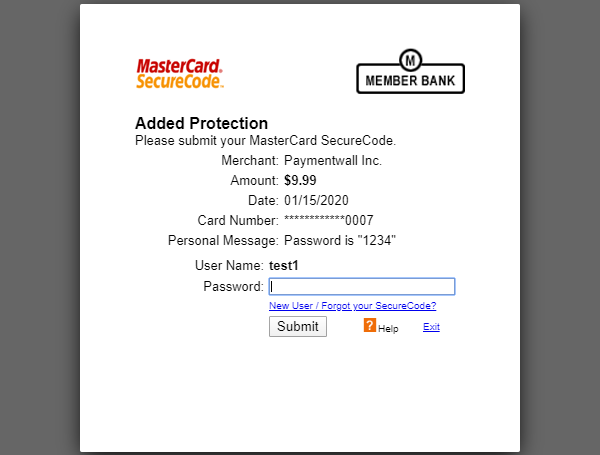 MasterCard.
SecureCode™
M
MEMBER BANK
Added Protection
Please submit your MasterCard SecureCode.
Merchant: Paymentwall Inc.
Amount: $9.99
Date: 01/15/2020
Card Number: ************0007
Personal Message: Password is "1234"
User Name: test1
Password:
New User / Forgot your SecureCode?
Submit ? Help Exit